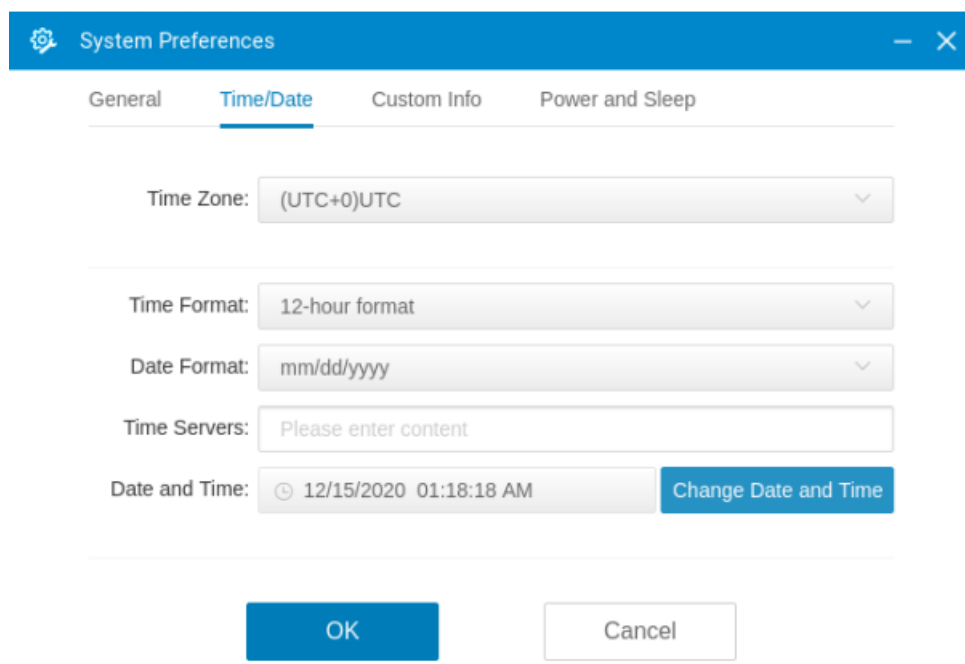 System Preferences
General Time/Date Custom Info Power and Sleep
Time Zone: (UTC+0)UTC
Time Format: 12-hour format
Date Format: mm/dd/yyyy
Time Servers: Please enter content
Date and Time: 12/15/2020 01:18:18 AM Change Date and Time
OK Cancel